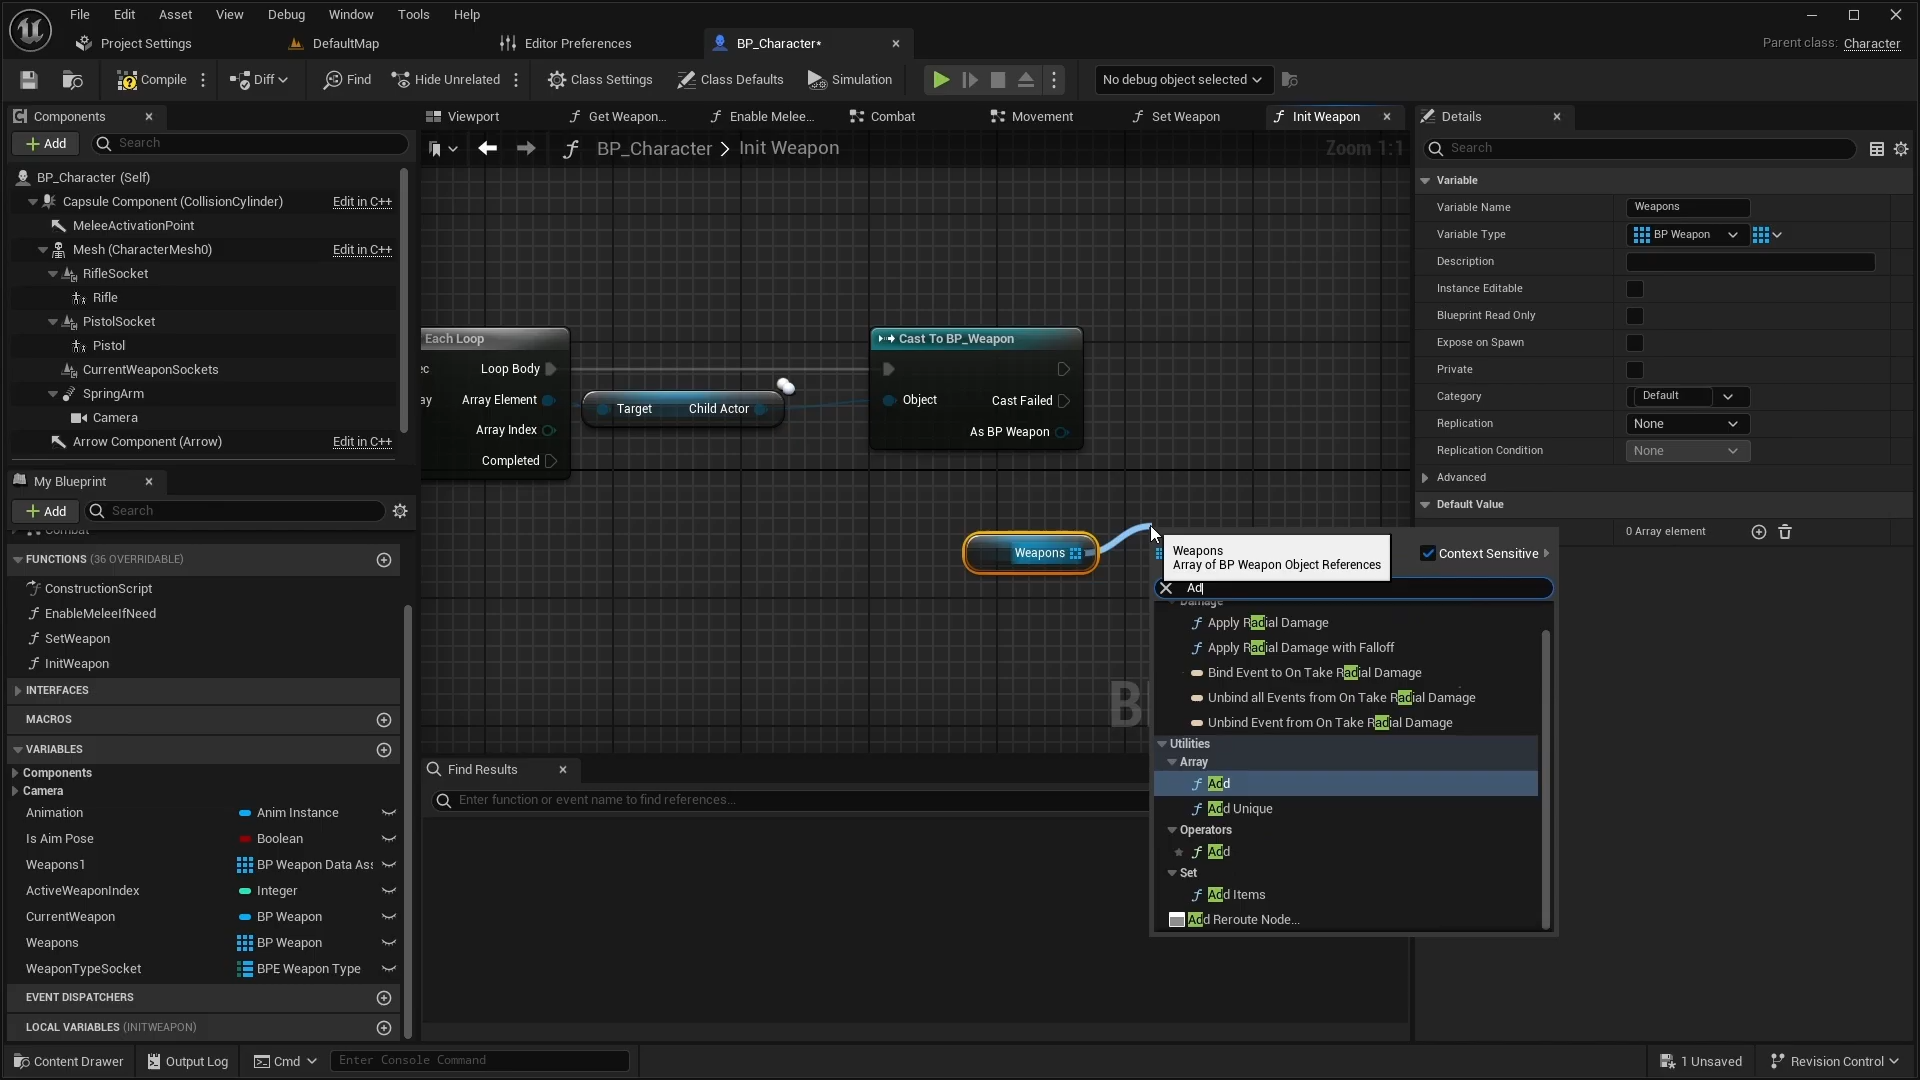 File Edit Asset View Debug Window Tools Help
Project Settings
DefaultMap
Editor Preferences
BP_Character*
Parent class: Character
Compile
Diff
Find
Hide Unrelated
Class Settings
Class Defaults
Simulation
No debug object selected
Components
Add
Search
BP_Character (Self)
Capsule Component (CollisionCylinder) Edit in C++
MeleeActivationPoint
Mesh (CharacterMesh0) Edit in C++
RifleSocket
Rifle
PistolSocket
Pistol
CurrentWeaponSockets
SpringArm
Camera
Arrow Component (Arrow) Edit in C++
My Blueprint
Add
Search
Combat
FUNCTIONS (36 OVERRIDABLE)
ConstructionScript
EnableMeleeIfNeed
SetWeapon
InitWeapon
INTERFACES
MACROS
VARIABLES
Components
Camera
Animation Anim Instance
Is Aim Pose Boolean
Weapons1 BP Weapon Data Ass
ActiveWeaponIndex Integer
CurrentWeapon BP Weapon
Weapons BP Weapon
WeaponTypeSocket BPE Weapon Type
EVENT DISPATCHERS
LOCAL VARIABLES (INITWEAPON)
Viewport
Get Weapon...
Enable Melee...
Combat
Movement
Set Weapon
Init Weapon
BP_Character > Init Weapon
Zoom 1:1
Each Loop
ec Loop Body
ay Array Element
Array Index
Completed
Target Child Actor
Cast To BP_Weapon
Object Cast Failed
As BP Weapon
Weapons
Weapons
Array of BP Weapon Object References
Context Sensitive
Ad
Damage
Apply Radial Damage
Apply Radial Damage with Falloff
Bind Event to On Take Radial Damage
Unbind all Events from On Take Radial Damage
Unbind Event from On Take Radial Damage
Utilities
Array
Add
Add Unique
Operators
Add
Set
Add Items
Add Reroute Node...
Find Results
Enter function or event name to find references...
Details
Search
Variable
Variable Name Weapons
Variable Type BP Weapon
Description
Instance Editable
Blueprint Read Only
Expose on Spawn
Private
Category Default
Replication None
Replication Condition None
Advanced
Default Value
0 Array element
Content Drawer
Output Log
Cmd
Enter Console Command
1 Unsaved
Revision Control